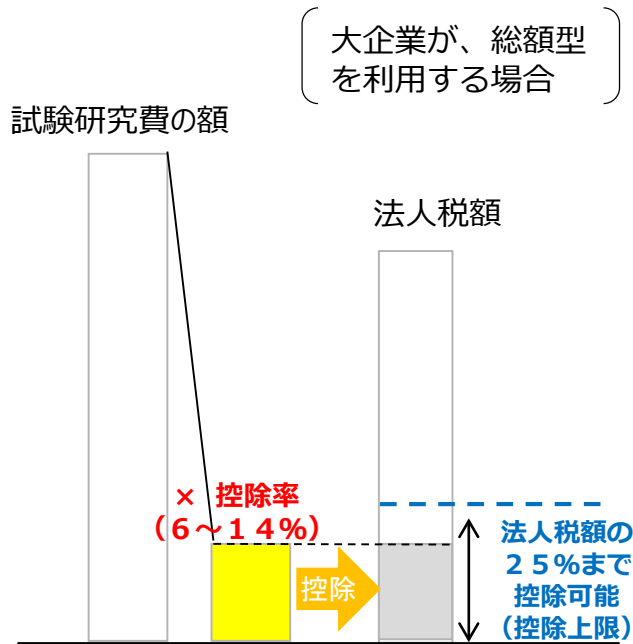 大企業が、総額型
を利用する場合
試験研究費の額
法人税額
× 控除率
（６～１４%）
控除
法人税額の
２５%まで
控除可能
（控除上限）